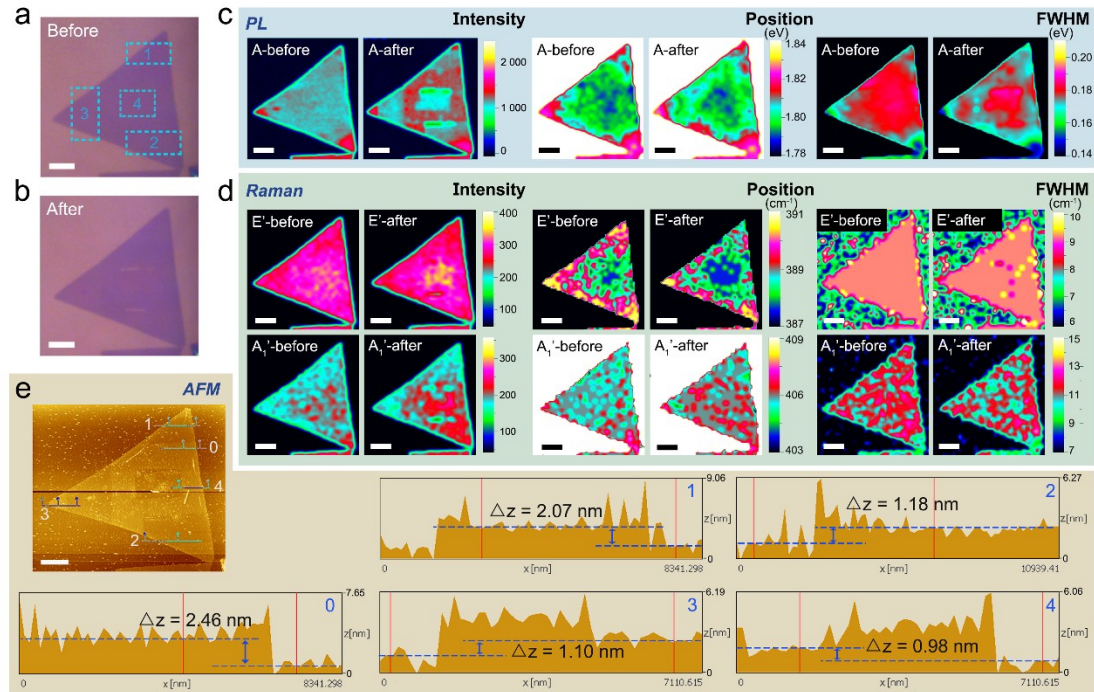 a
Before
1
3
4
2
b
After
c
PL
Intensity
Position
(eV)
FWHM
(eV)
A-before
A-after
2 000
1 000
0
A-before
A-after
1.84
1.82
1.80
1.78
A-before
A-after
0.20
0.18
0.16
0.14
d
Raman
Intensity
Position
(cm⁻¹)
FWHM
(cm⁻¹)
E'-before
E'-after
400
300
200
100
E'-before
E'-after
391
389
387
E'-before
E'-after
10
9
8
7
6
A₁'-before
A₁'-after
300
200
100
A₁'-before
A₁'-after
409
406
403
A₁'-before
A₁'-after
15
13
11
9
7
e
AFM
1
0
4
3
2
1
△z = 2.07 nm
9.06
z[nm]
0
0
x [nm]
8341.298
2
△z = 1.18 nm
6.27
z[nm]
0
0
x [nm]
10939.41
0
△z = 2.46 nm
7.65
z[nm]
0
0
x [nm]
8341.298
3
△z = 1.10 nm
6.19
z[nm]
0
0
x [nm]
7110.615
4
△z = 0.98 nm
6.06
z[nm]
0
0
x [nm]
7110.615